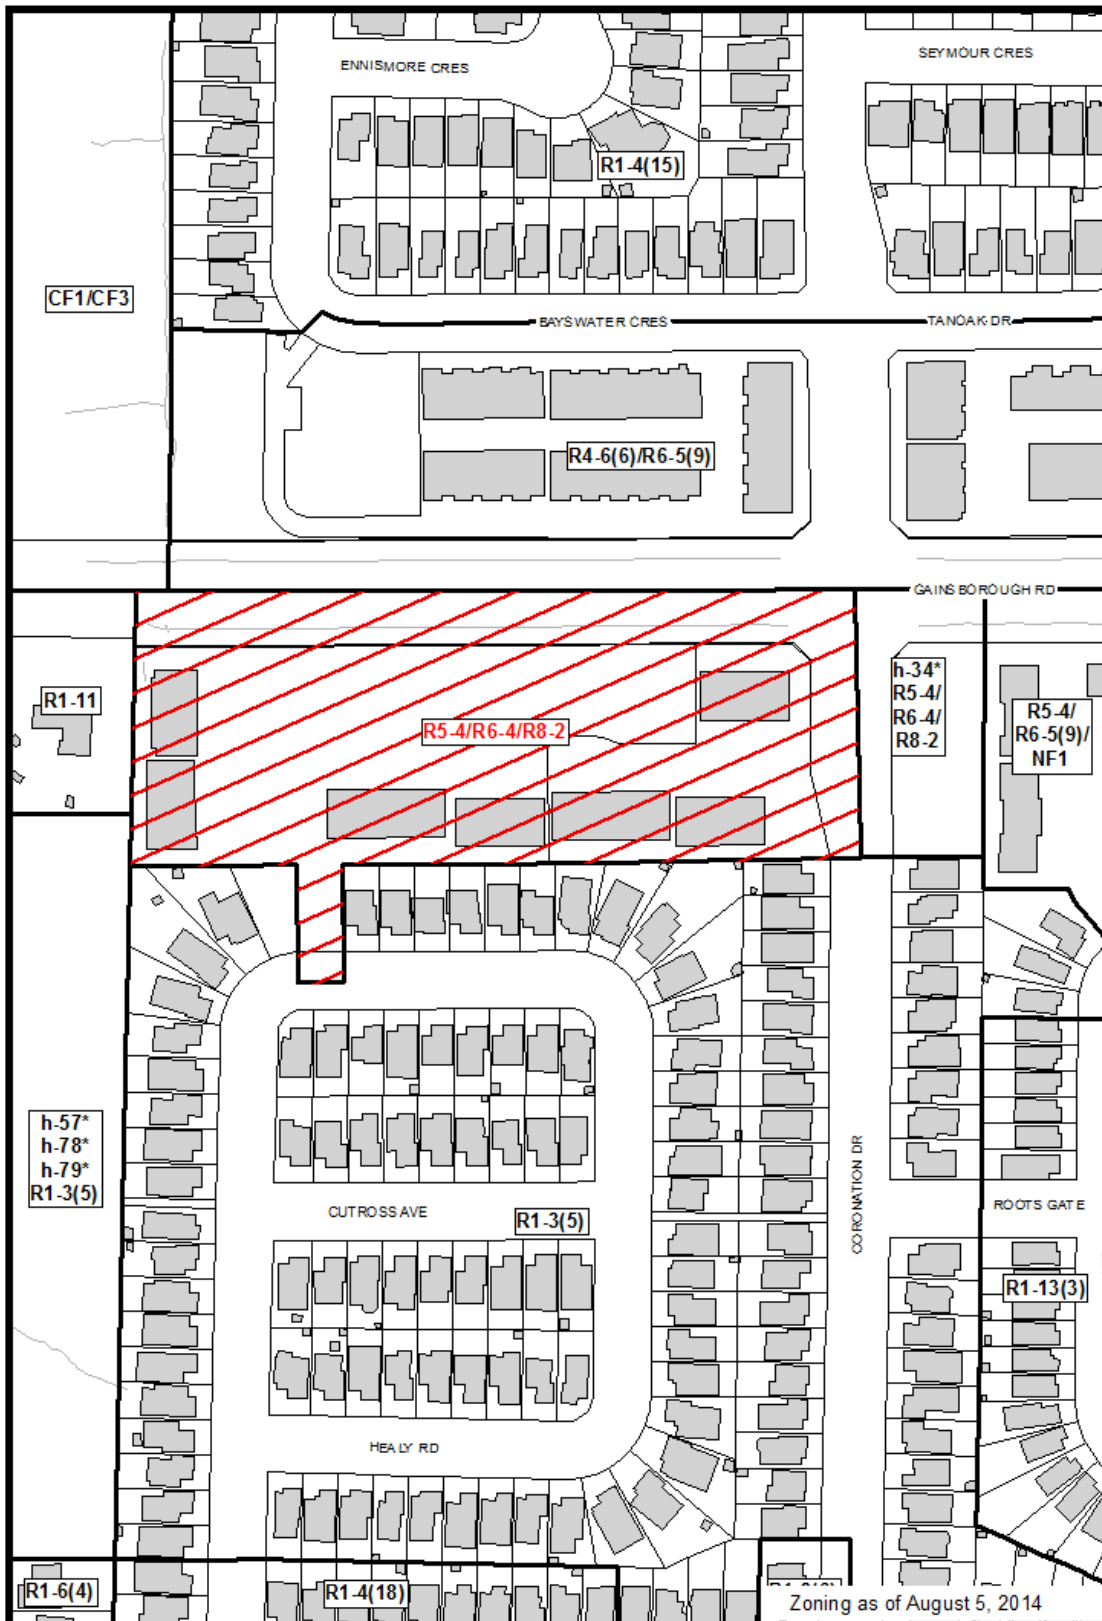 ENNISMORE CRES
SEYMOUR CRES
R1-4(15)
CF1/CF3
BAYSWATER CRES
TANOAK DR
R4-6(6)/R6-5(9)
GAINSBOROUGH RD
R1-11
R5-4/R6-4/R8-2
h-34*
R5-4/
R6-4/
R8-2
R5-4/
R6-5(9)/
NF1
h-57*
h-78*
h-79*
R1-3(5)
CUTROSS AVE
R1-3(5)
CORONATION DR
ROOTS GATE
R1-13(3)
HEALY RD
R1-6(4)
R1-4(18)
Zoning as of August 5, 2014